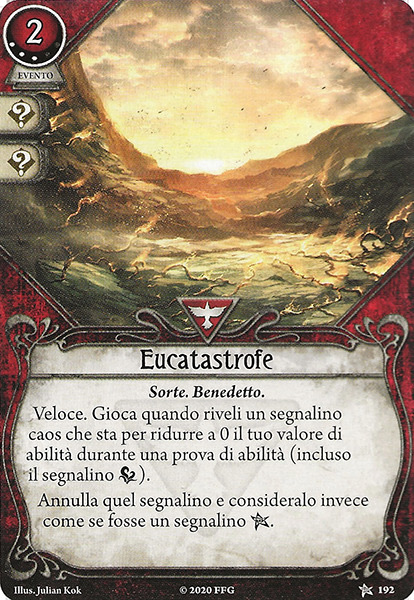 2
EVENTO
?
?
Eucatastrofe
Sorte. Benedetto.
Veloce. Gioca quando riveli un segnalino
caos che sta per ridurre a 0 il tuo valore di
abilità durante una prova di abilità (incluso
il segnalino ).
Annulla quel segnalino e consideralo invece
come se fosse un segnalino .
Illus. Julian Kok © 2020 FFG 192